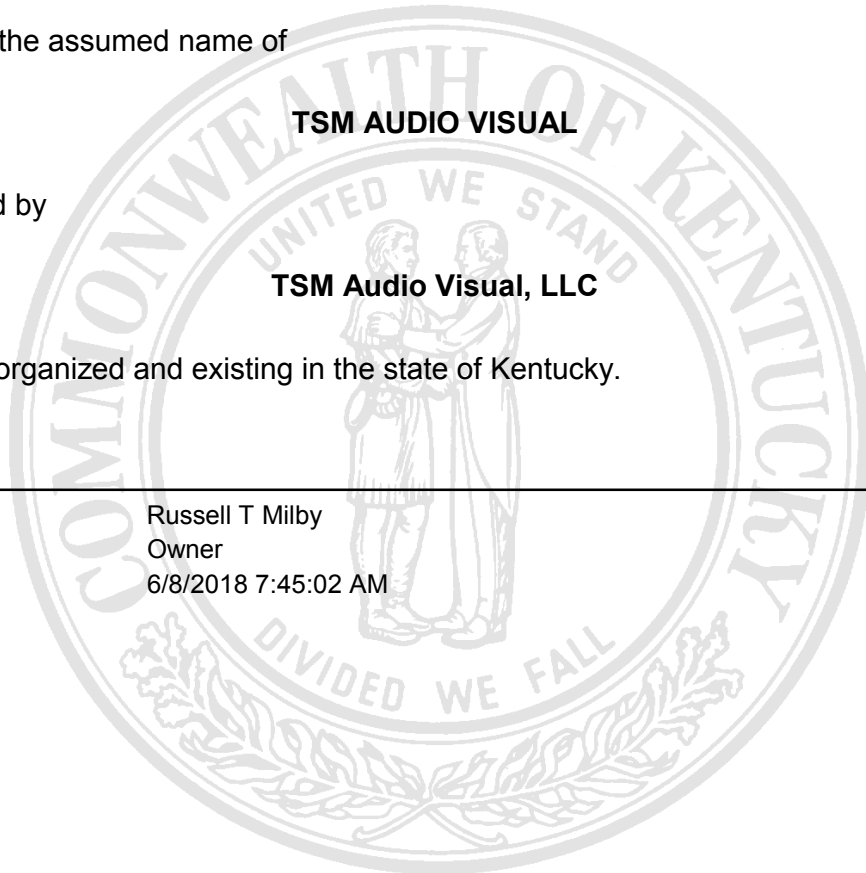 the assumed name of
TSM AUDIO VISUAL
d by
TSM Audio Visual, LLC
organized and existing in the state of Kentucky.
Russell T Milby
Owner
6/8/2018 7:45:02 AM
COMMONWEALTH OF KENTUCKY
UNITED WE STAND
DIVIDED WE FALL